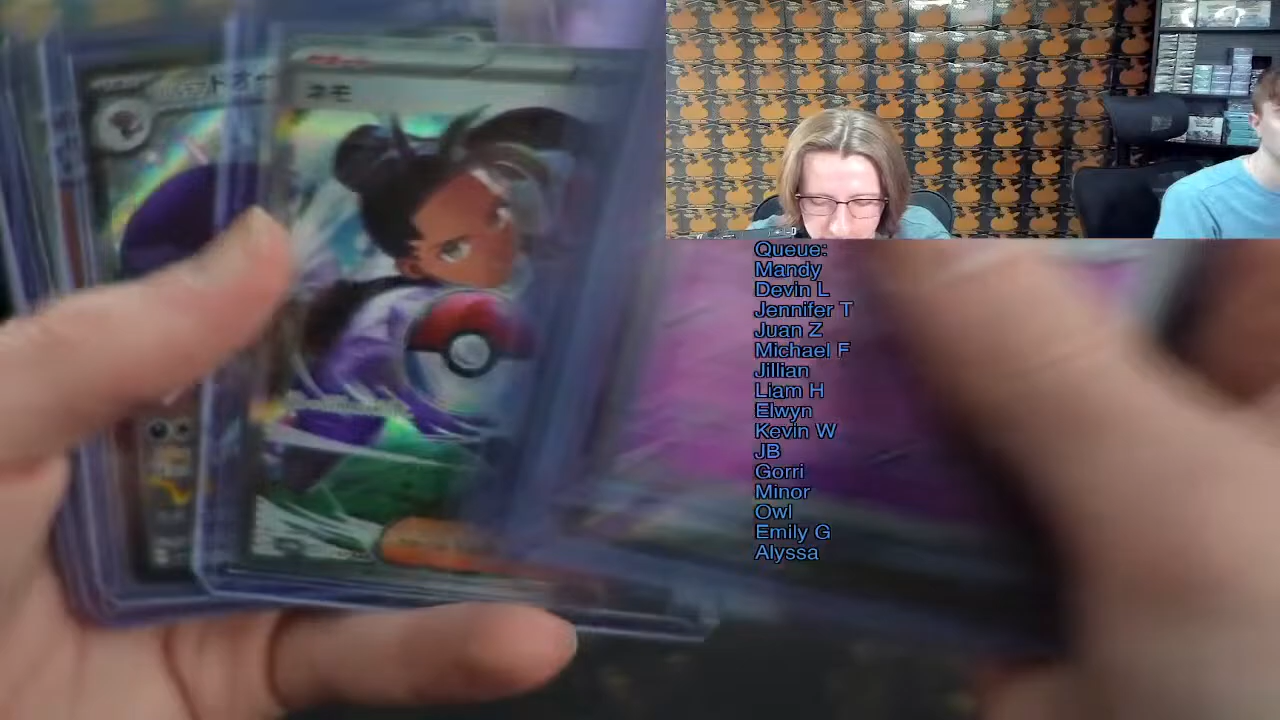 ネモ
Queue:
Mandy
Devin L
Jennifer T
Juan Z
Michael F
Jillian
Liam H
Elwyn
Kevin W
JB
Gorri
Minor
Owl
Emily G
Alyssa